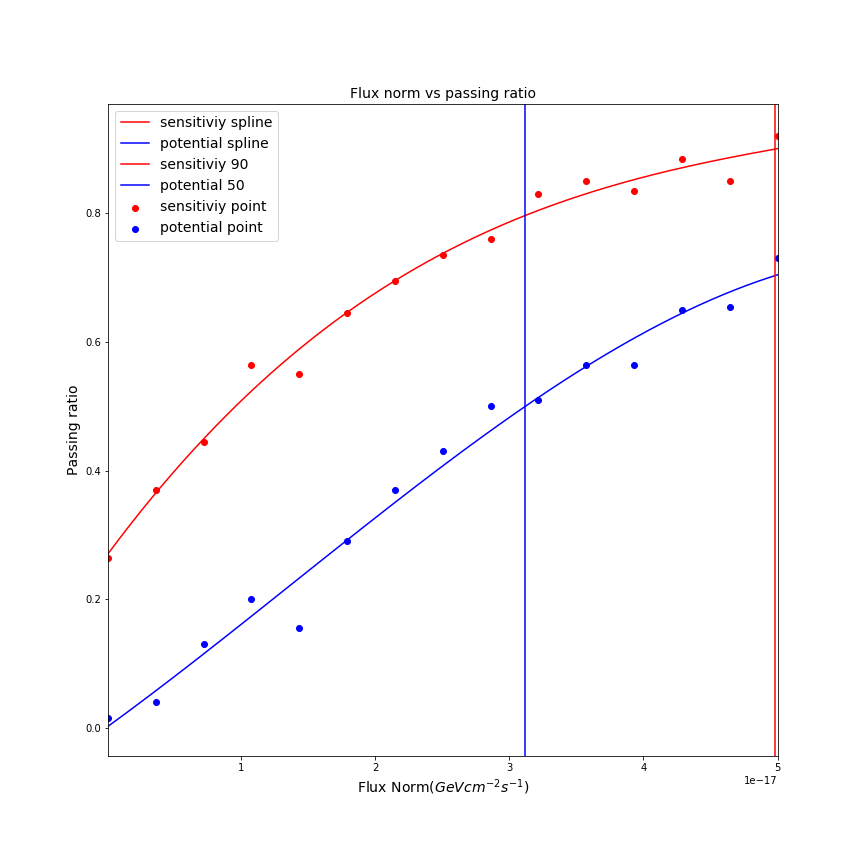 Flux norm vs passing ratio
sensitiviy spline
potential spline
sensitiviy 90
potential 50
sensitiviy point
potential point
Passing ratio
0.8
0.6
0.4
0.2
0.0
1 2 3 4 5
1e−17
Flux Norm($GeVcm^{-2}s^{-1}$)